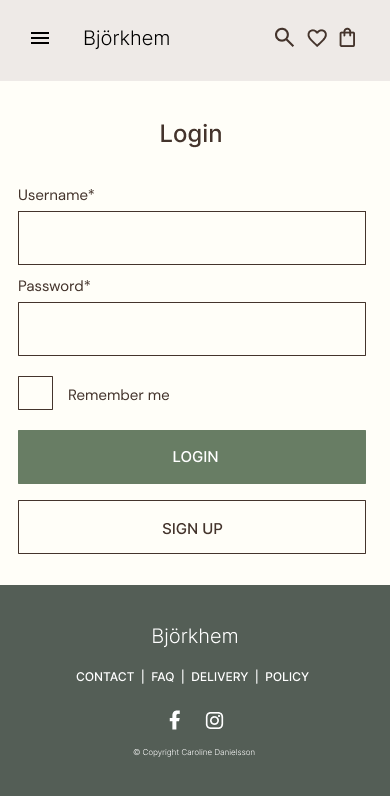 Björkhem
Login
Username*
Password*
Remember me
LOGIN
SIGN UP
Björkhem
CONTACT | FAQ | DELIVERY | POLICY
© Copyright Caroline Danielsson